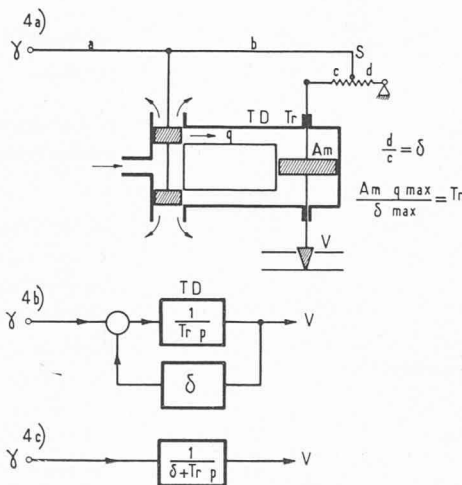 4a)
γ a b S
c d
TD Tr
q Am
d/c = δ
Am q max / δ max = Tr
V
4b)
TD
γ 1 / Tr p V
δ
4c)
γ 1 / δ+Tr p V